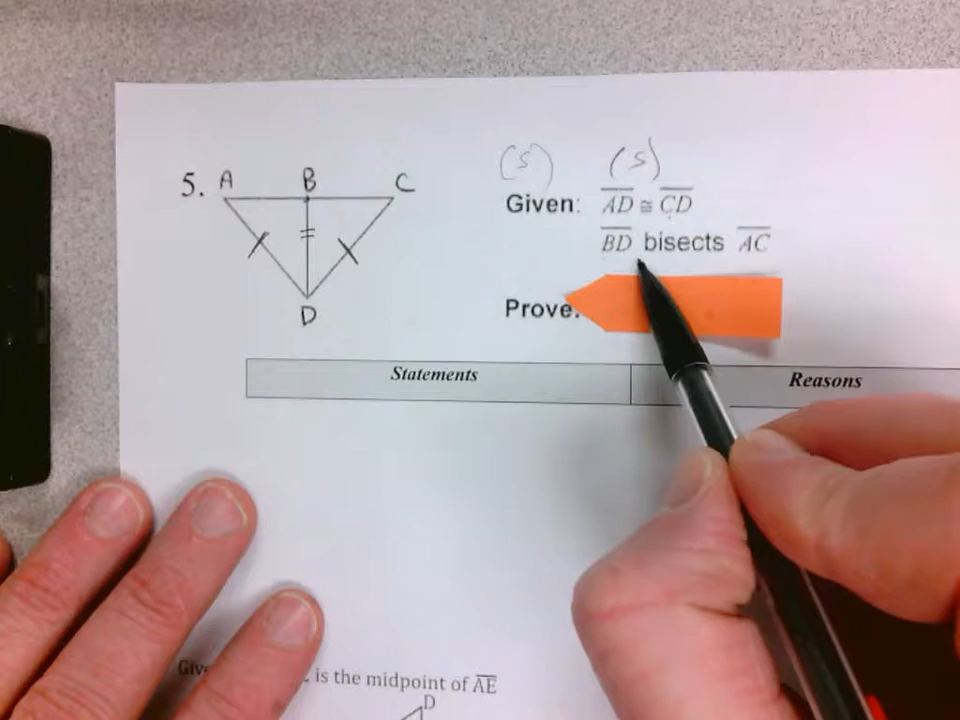 5. A B C
D
(S) (S)
Given: AD ≅ CD
BD bisects AC
Prove:
Statements Reasons
is the midpoint of AE
D